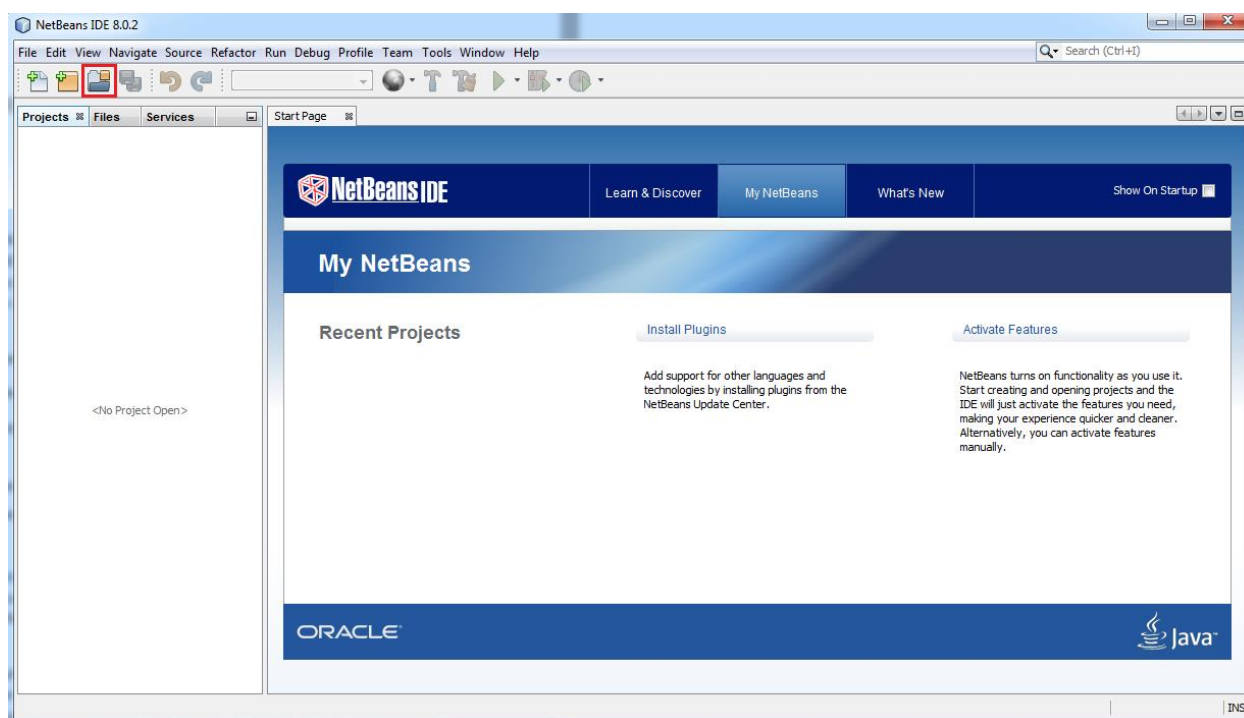 NetBeans IDE 8.0.2
File Edit View Navigate Source Refactor Run Debug Profile Team Tools Window Help
Search (Ctrl+I)
Projects Files Services
Start Page
NetBeans IDE
Learn & Discover
My NetBeans
What's New
Show On Startup
My NetBeans
Recent Projects
Install Plugins
Add support for other languages and
technologies by installing plugins from the
NetBeans Update Center.
Activate Features
NetBeans turns on functionality as you use it.
Start creating and opening projects and the
IDE will just activate the features you need,
making your experience quicker and cleaner.
Alternatively, you can activate features
manually.
<No Project Open>
ORACLE
Java
INS